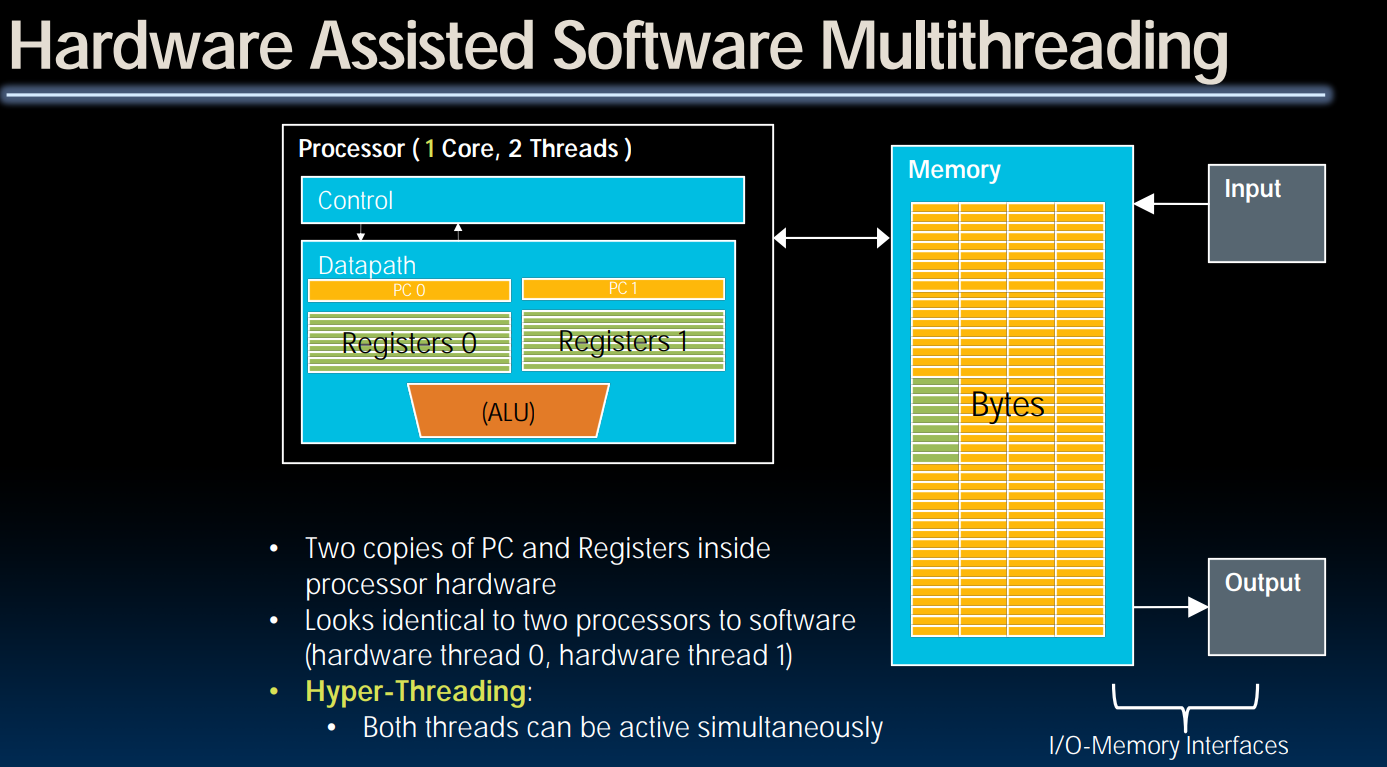 Hardware Assisted Software Multithreading
Processor ( 1 Core, 2 Threads )
Control
Datapath
PC 0
PC 1
Registers 0
Registers 1
(ALU)
Memory
Bytes
Input
Output
I/O-Memory Interfaces
• Two copies of PC and Registers inside
processor hardware
• Looks identical to two processors to software
(hardware thread 0, hardware thread 1)
• Hyper-Threading:
• Both threads can be active simultaneously